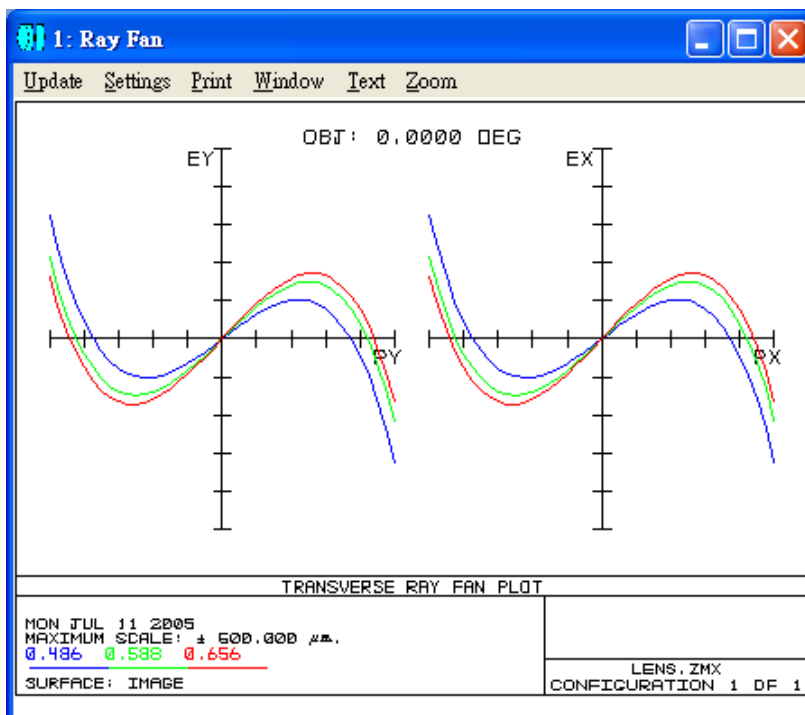 1: Ray Fan
Update Settings Print Window Text Zoom
OBJ: 0.0000 DEG
EY
EX
PY
PX
TRANSVERSE RAY FAN PLOT
MON JUL 11 2005
MAXIMUM SCALE: ± 500.000 µm.
0.486 0.588 0.656
SURFACE: IMAGE
LENS.ZMX
CONFIGURATION 1 OF 1